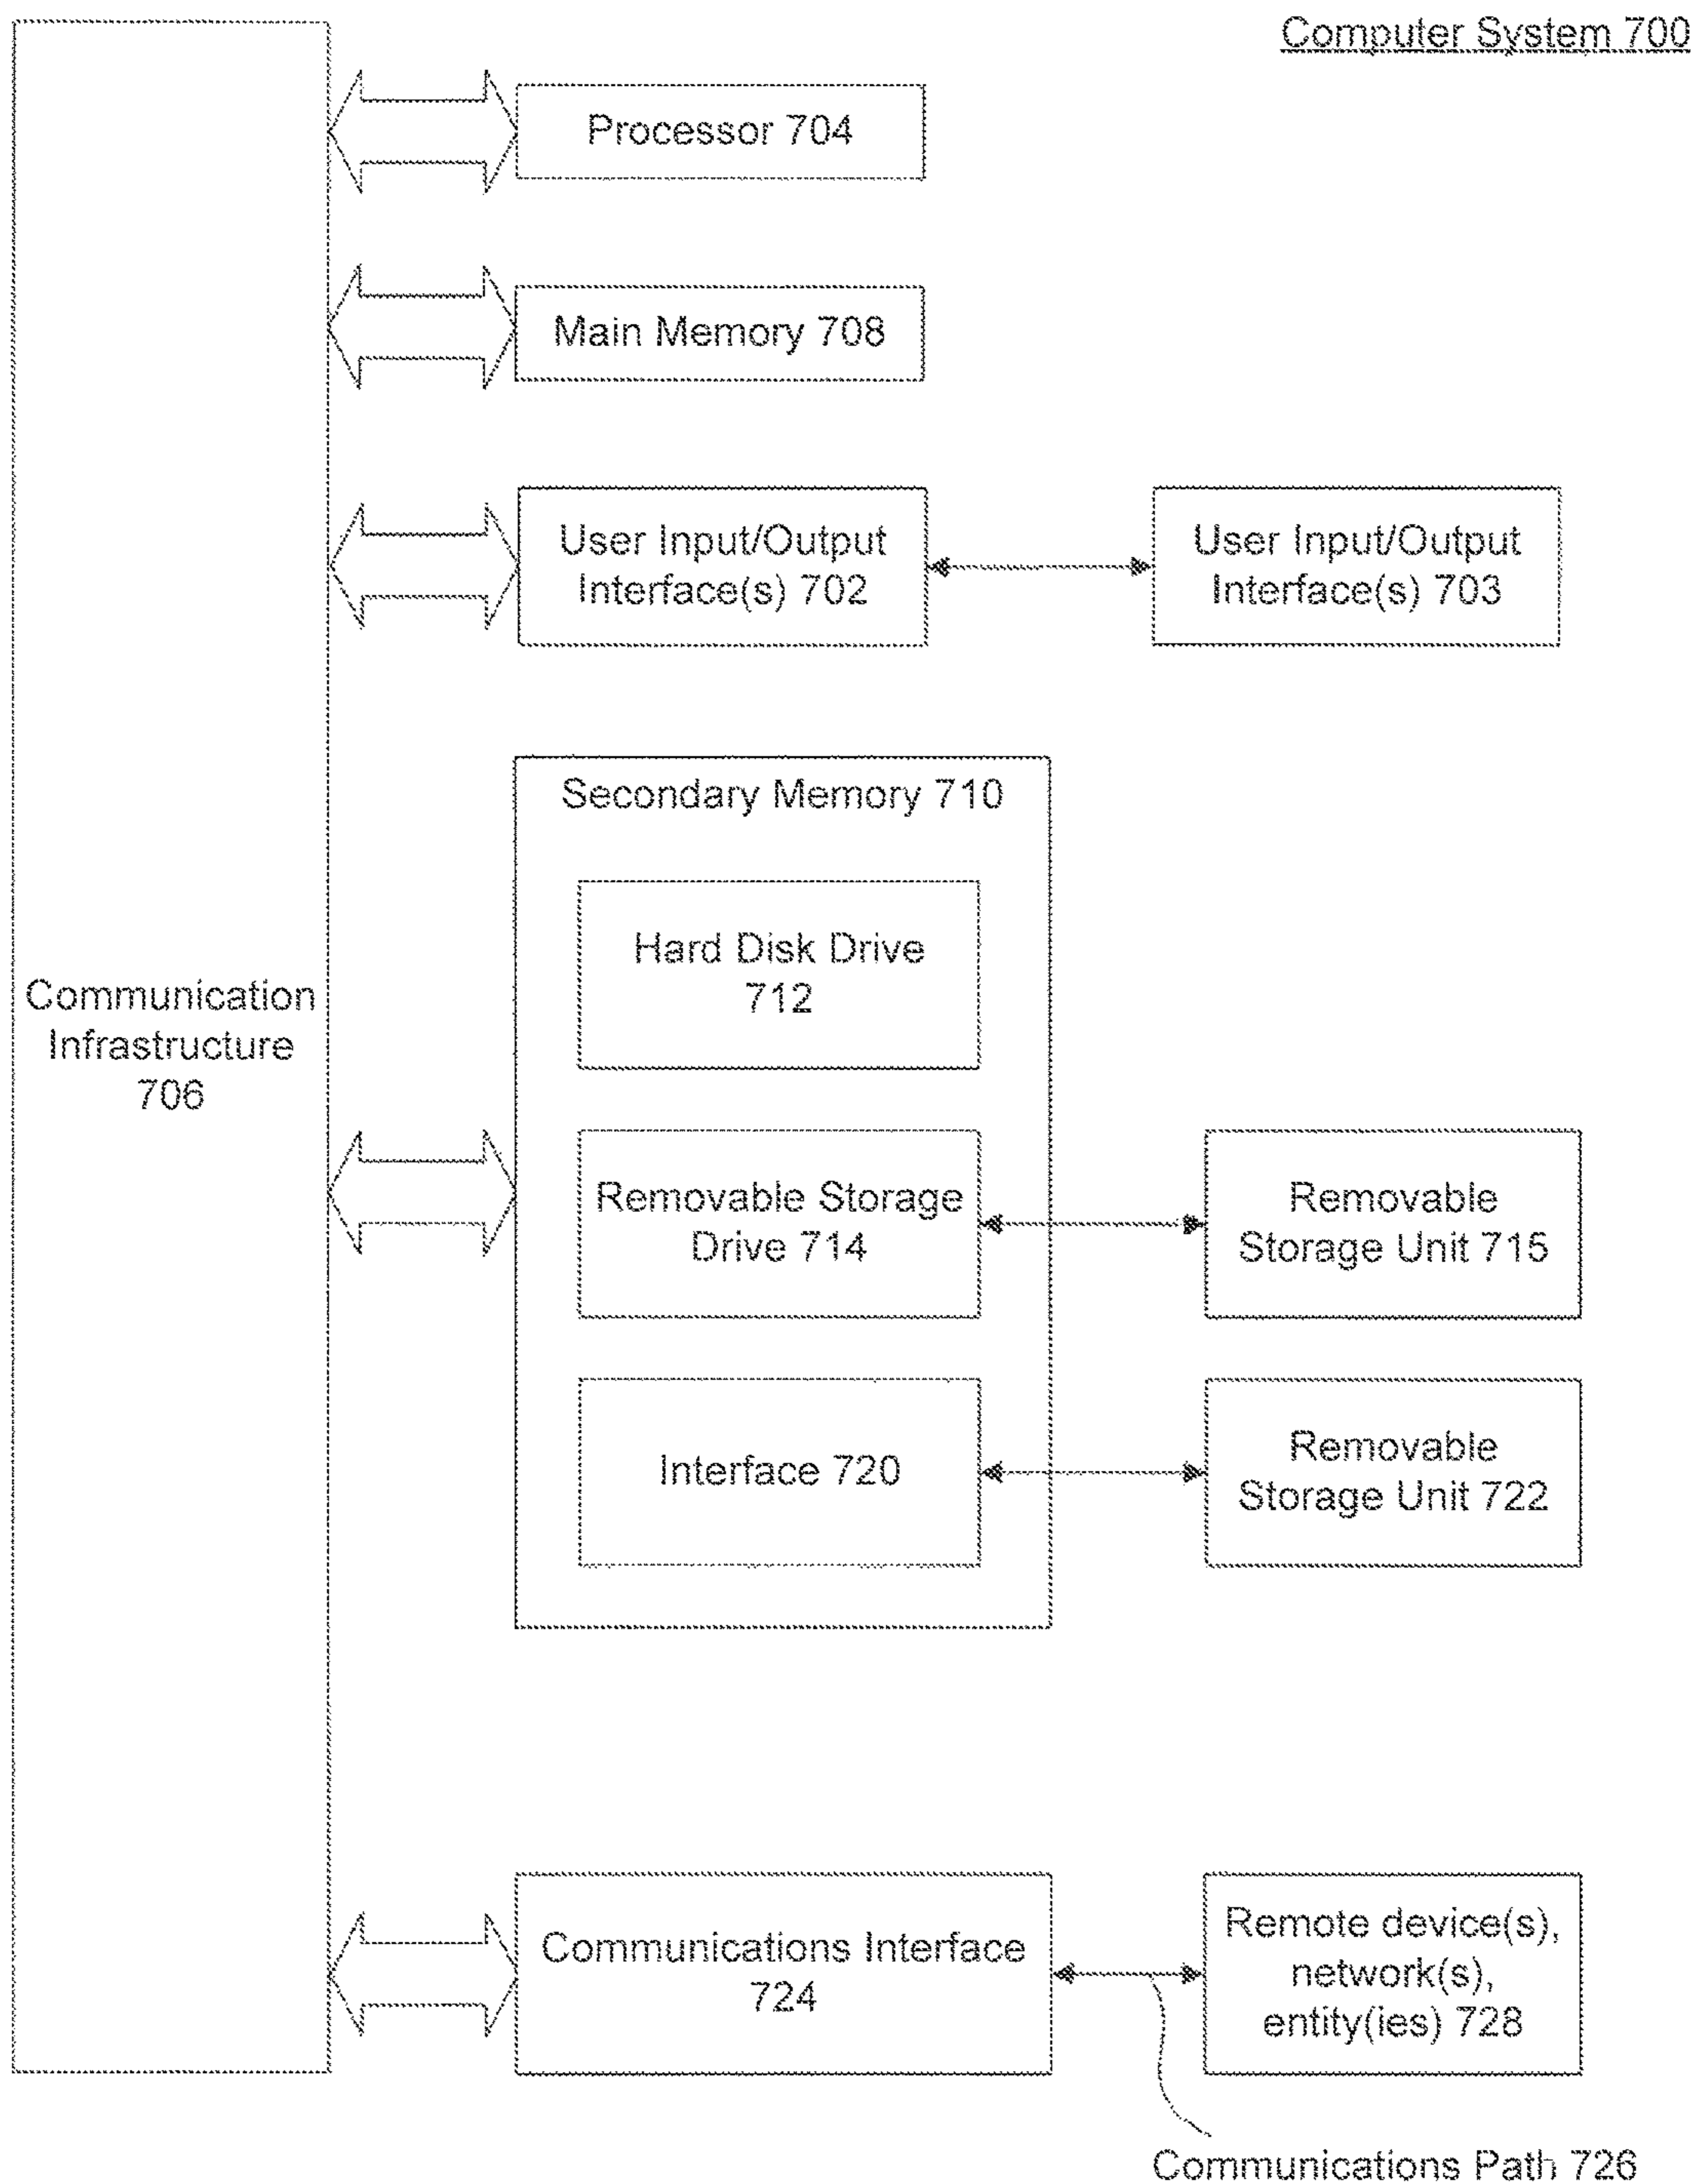 Computer System 700
Processor 704
Main Memory 708
User Input/Output
Interface(s) 702
User Input/Output
Interface(s) 703
Secondary Memory 710
Hard Disk Drive
712
Communication
Infrastructure
706
Removable Storage
Drive 714
Removable
Storage Unit 715
Interface 720
Removable
Storage Unit 722
Communications Interface
724
Remote device(s),
network(s),
entity(ies) 728
Communications Path 726